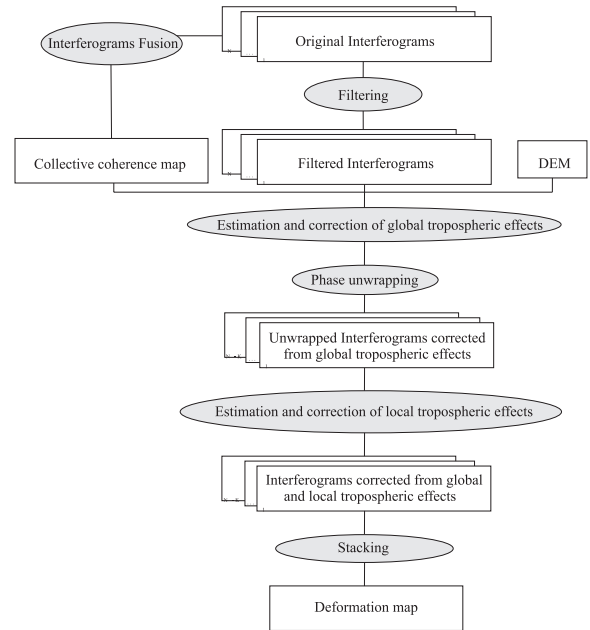 Interferograms Fusion
Original Interferograms
Filtering
Collective coherence map
Filtered Interferograms
DEM
Estimation and correction of global tropospheric effects
Phase unwrapping
Unwrapped Interferograms corrected
from global tropospheric effects
Estimation and correction of local tropospheric effects
Interferograms corrected from global
and local tropospheric effects
Stacking
Deformation map